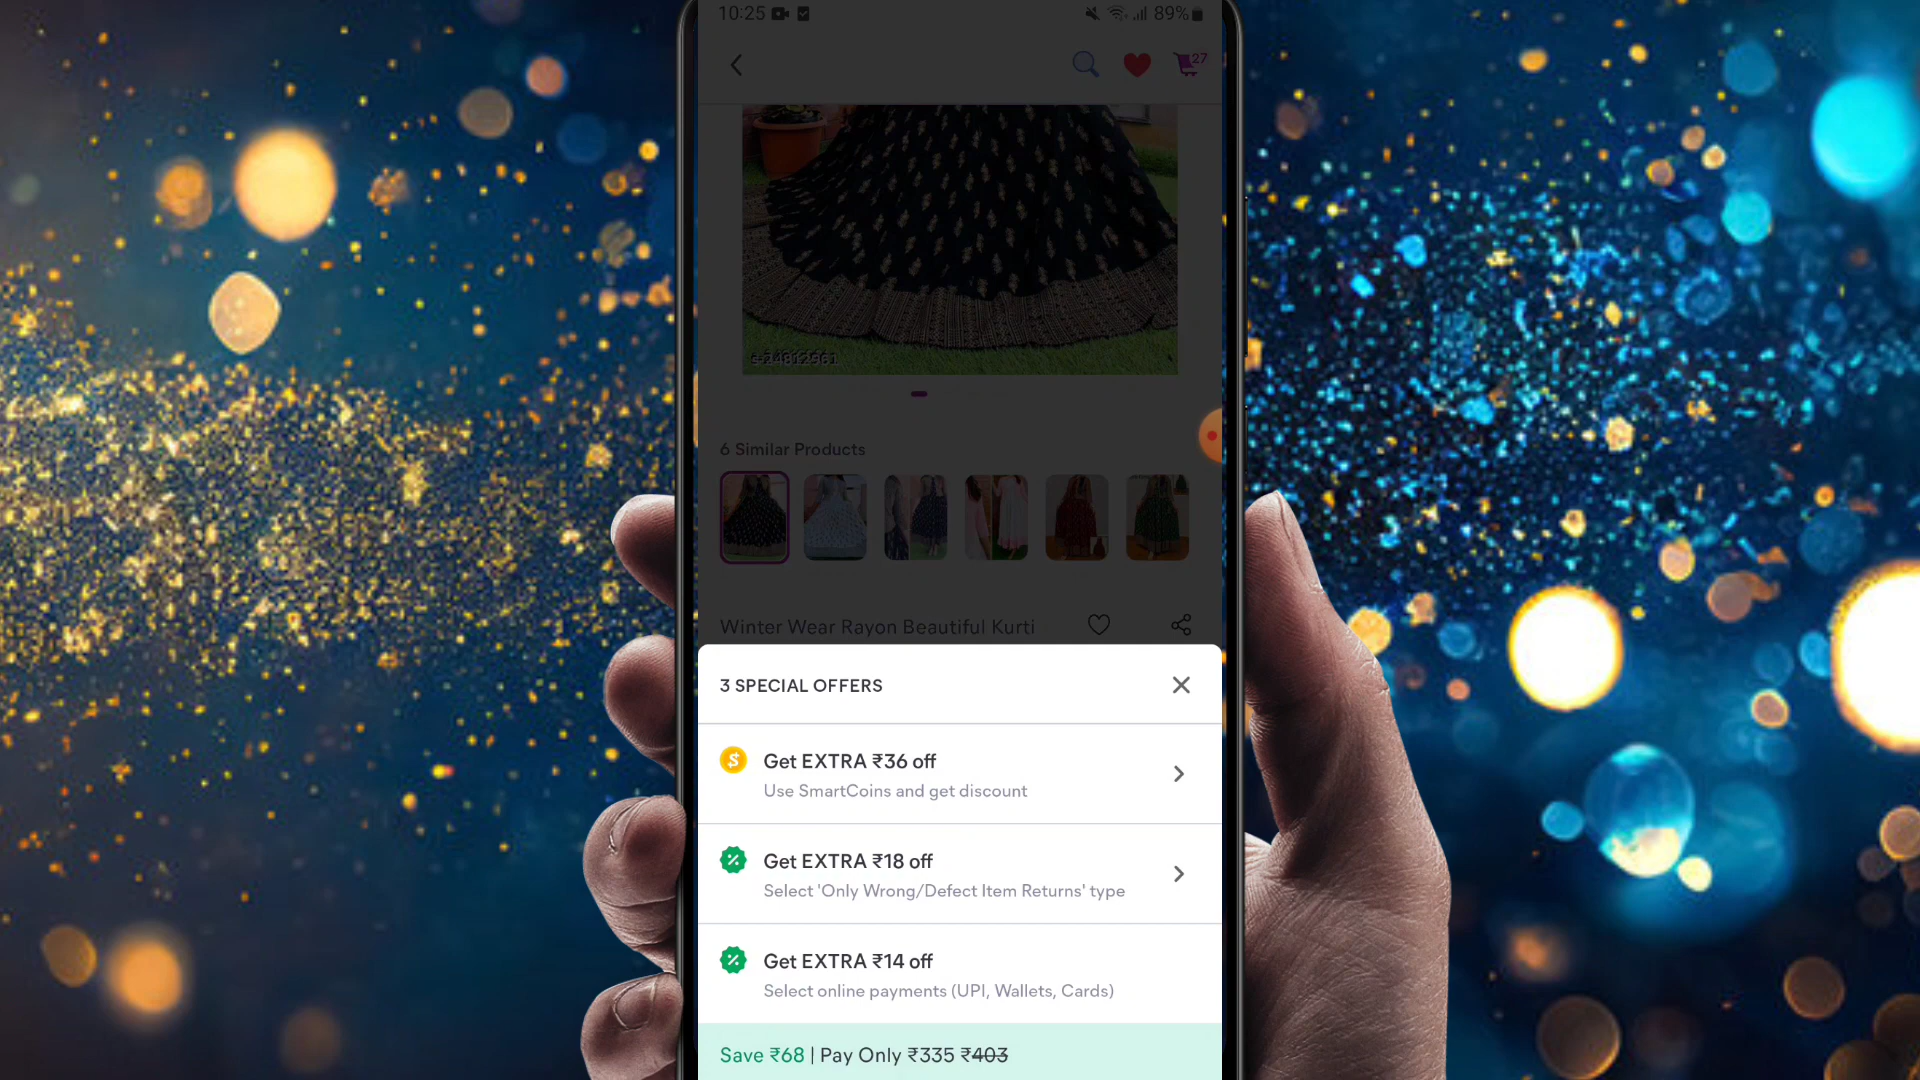 10:25
89%
27
6 Similar Products
Winter Wear Rayon Beautiful Kurti
3 SPECIAL OFFERS
Get EXTRA ₹36 off
Use SmartCoins and get discount
Get EXTRA ₹18 off
Select 'Only Wrong/Defect Item Returns' type
Get EXTRA ₹14 off
Select online payments (UPI, Wallets, Cards)
Save ₹68 | Pay Only ₹335 ₹403